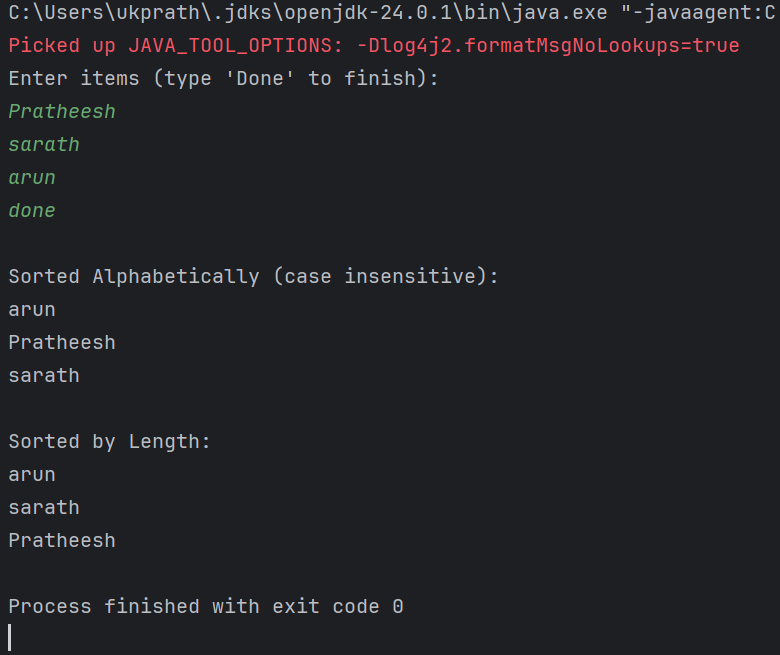 C:\Users\ukprath\.jdks\openjdk-24.0.1\bin\java.exe "-javaagent:C
Picked up JAVA_TOOL_OPTIONS: -Dlog4j2.formatMsgNoLookups=true
Enter items (type 'Done' to finish):
Pratheesh
sarath
arun
done
Sorted Alphabetically (case insensitive):
arun
Pratheesh
sarath
Sorted by Length:
arun
sarath
Pratheesh
Process finished with exit code 0